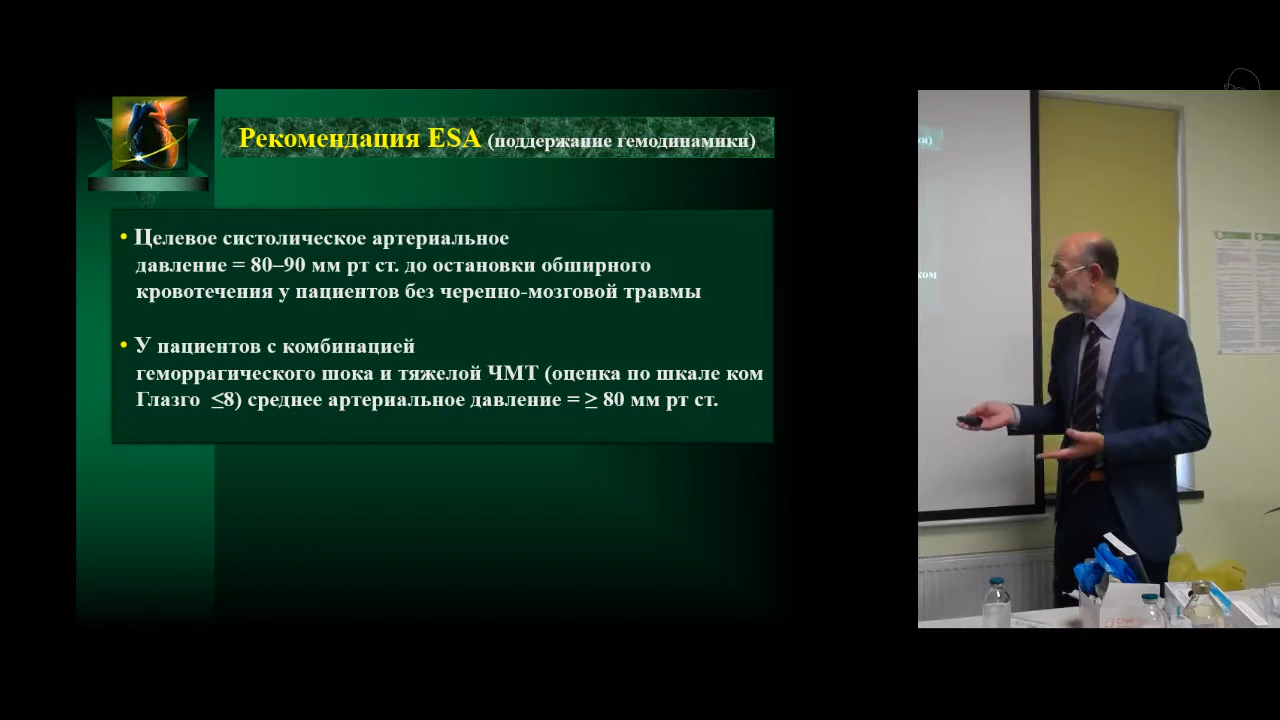 Рекомендация ESA (поддержание гемодинамики)
• Целевое систолическое артериальное
давление = 80–90 мм рт ст. до остановки обширного
кровотечения у пациентов без черепно-мозговой травмы
• У пациентов с комбинацией
геморрагического шока и тяжелой ЧМТ (оценка по шкале ком
Глазго ≤8) среднее артериальное давление = ≥ 80 мм рт ст.
ком